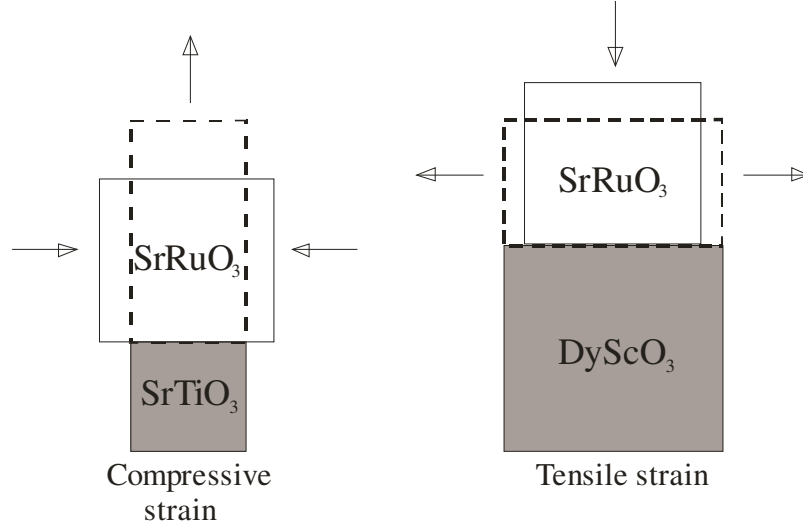 SrRuO₃
SrTiO₃
Compressive
strain
SrRuO₃
DyScO₃
Tensile strain